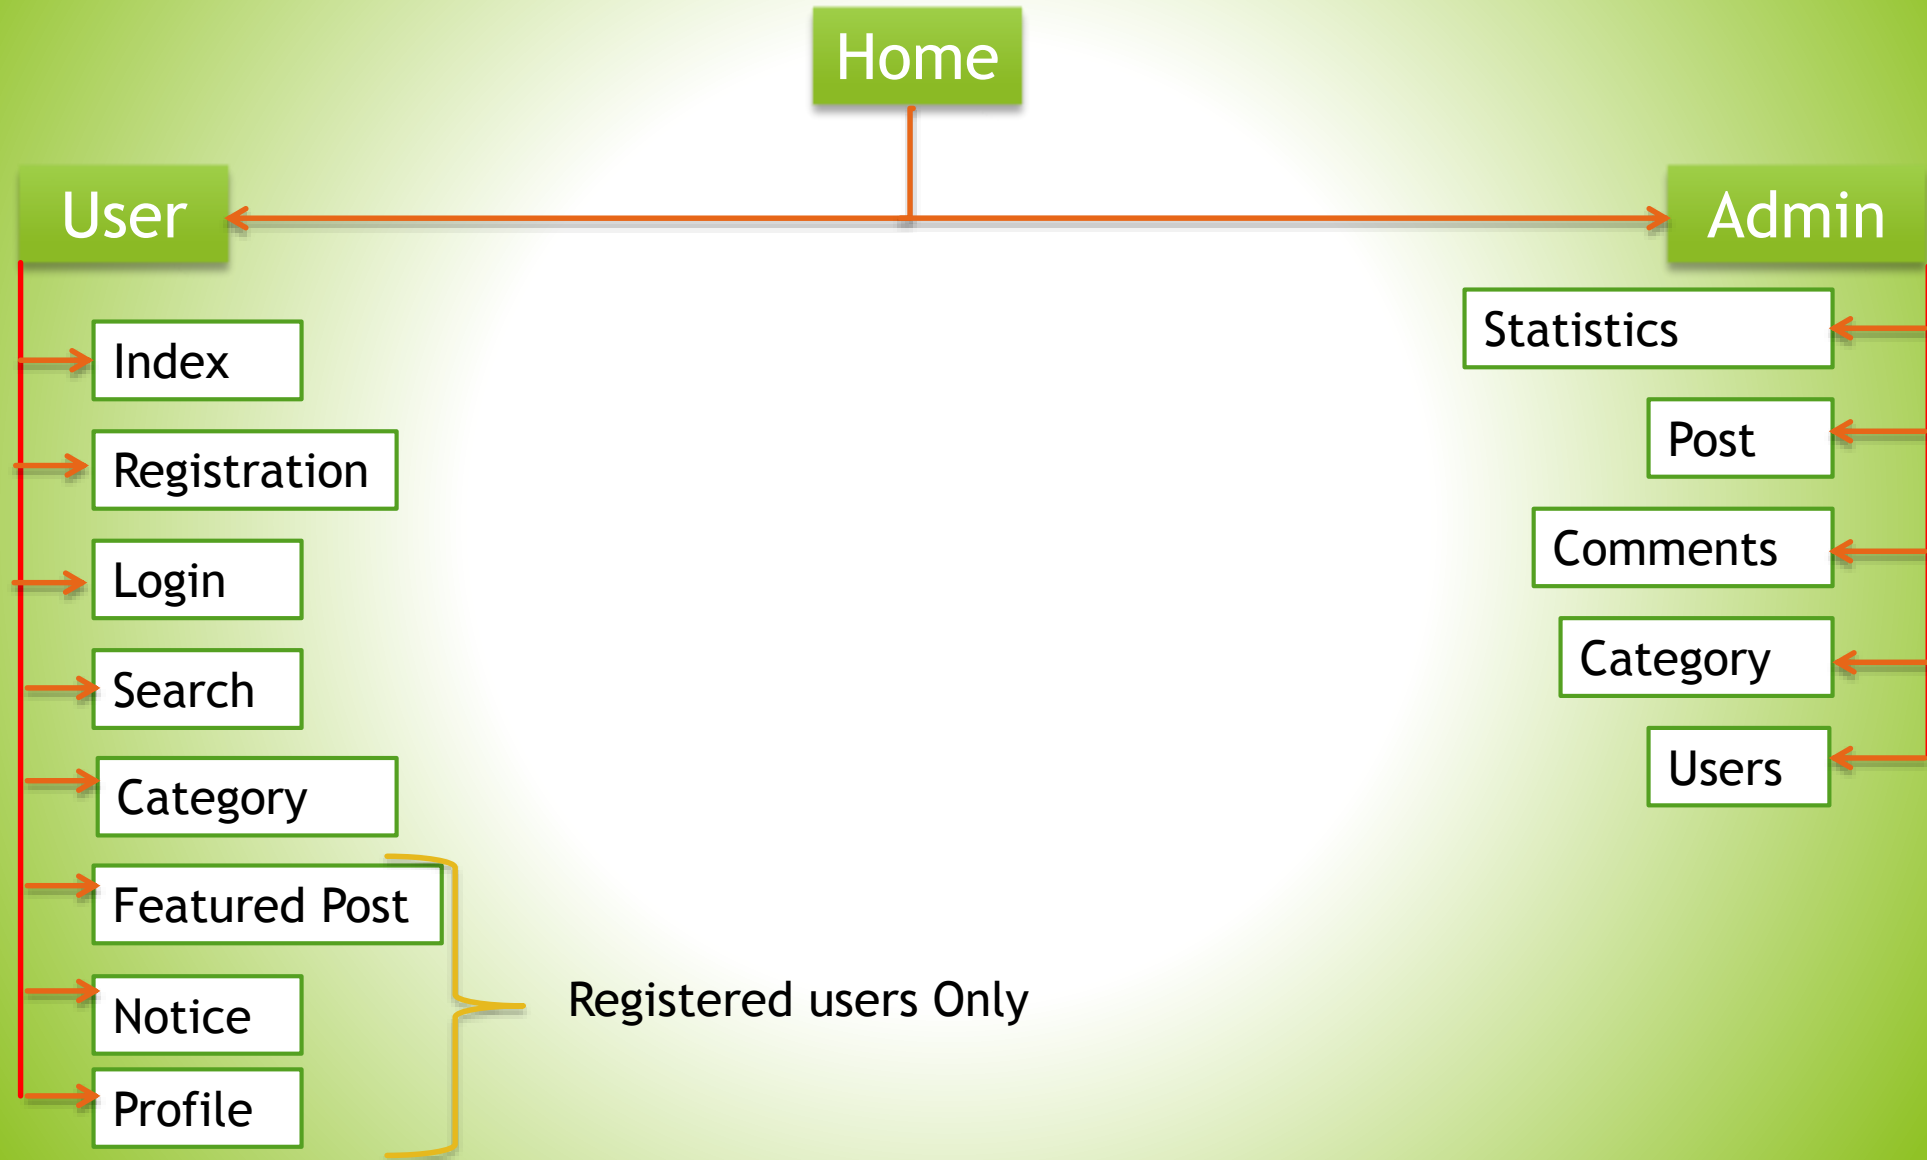 Home
User
Admin
Index
Registration
Login
Search
Category
Featured Post
Notice
Profile
Registered users Only
Statistics
Post
Comments
Category
Users